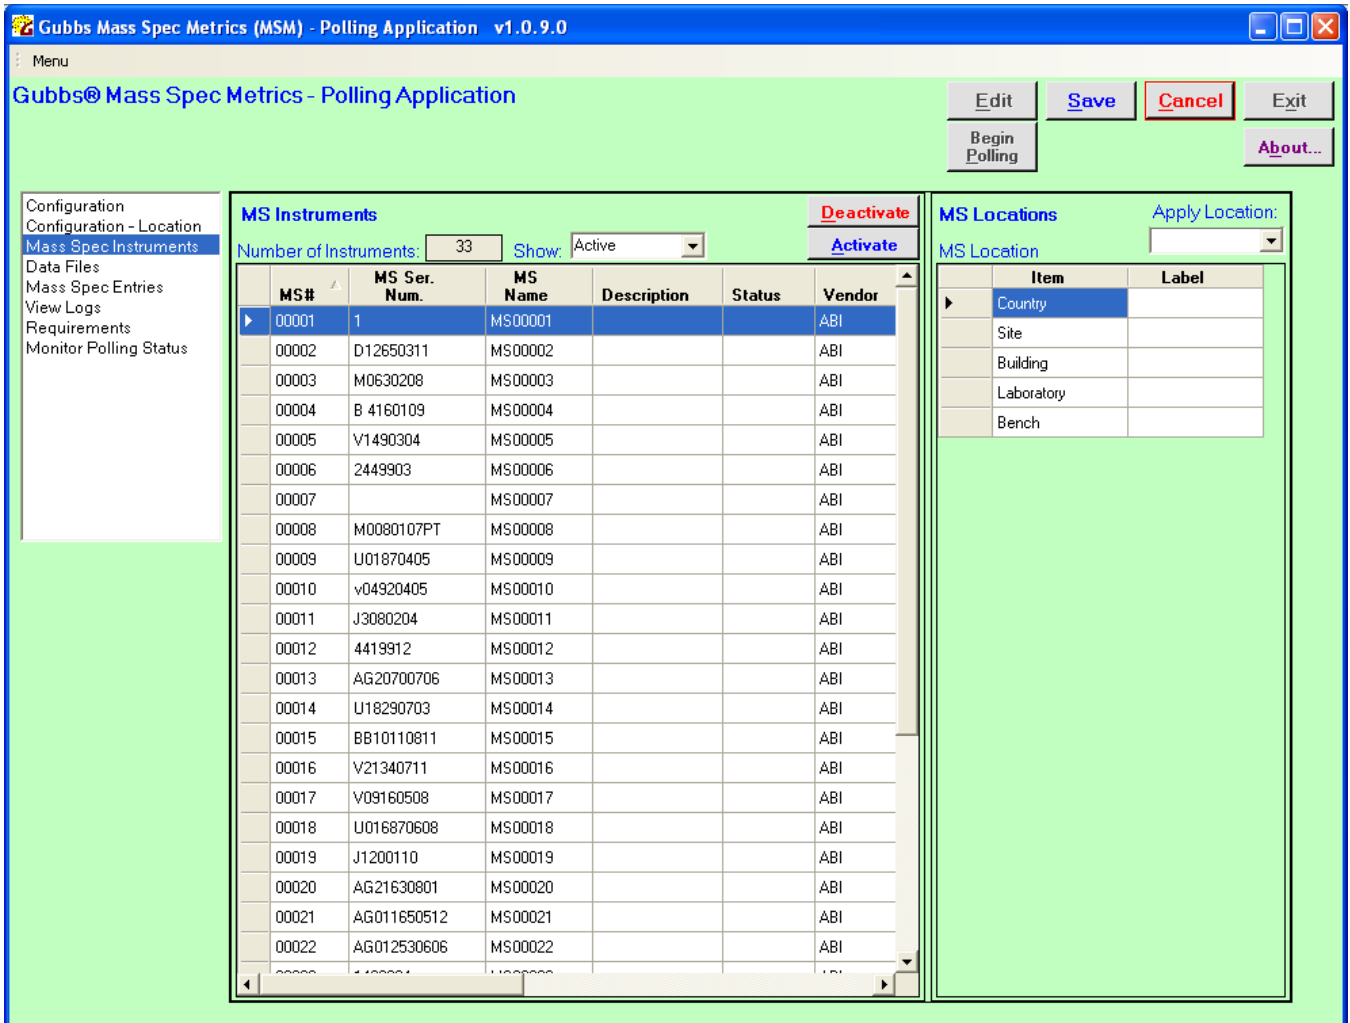 Gubbs Mass Spec Metrics (MSM) - Polling Application v1.0.9.0
Menu
Gubbs® Mass Spec Metrics - Polling Application
Edit Save Cancel Exit
Begin Polling About...
Configuration
Configuration - Location
Mass Spec Instruments
Data Files
Mass Spec Entries
View Logs
Requirements
Monitor Polling Status
MS Instruments Deactivate
Number of Instruments: 33 Show: Active Activate
MS# MS Ser. Num. MS Name Description Status Vendor
00001 1 MS00001 ABI
00002 D12650311 MS00002 ABI
00003 M0630208 MS00003 ABI
00004 B 4160109 MS00004 ABI
00005 V1490304 MS00005 ABI
00006 2449903 MS00006 ABI
00007 MS00007 ABI
00008 M0080107PT MS00008 ABI
00009 U01870405 MS00009 ABI
00010 v04920405 MS00010 ABI
00011 J3080204 MS00011 ABI
00012 4419912 MS00012 ABI
00013 AG20700706 MS00013 ABI
00014 U18290703 MS00014 ABI
00015 BB10110811 MS00015 ABI
00016 V21340711 MS00016 ABI
00017 V09160508 MS00017 ABI
00018 U016870608 MS00018 ABI
00019 J1200110 MS00019 ABI
00020 AG21630801 MS00020 ABI
00021 AG011650512 MS00021 ABI
00022 AG012530606 MS00022 ABI
MS Locations Apply Location:
MS Location
Item Label
Country
Site
Building
Laboratory
Bench